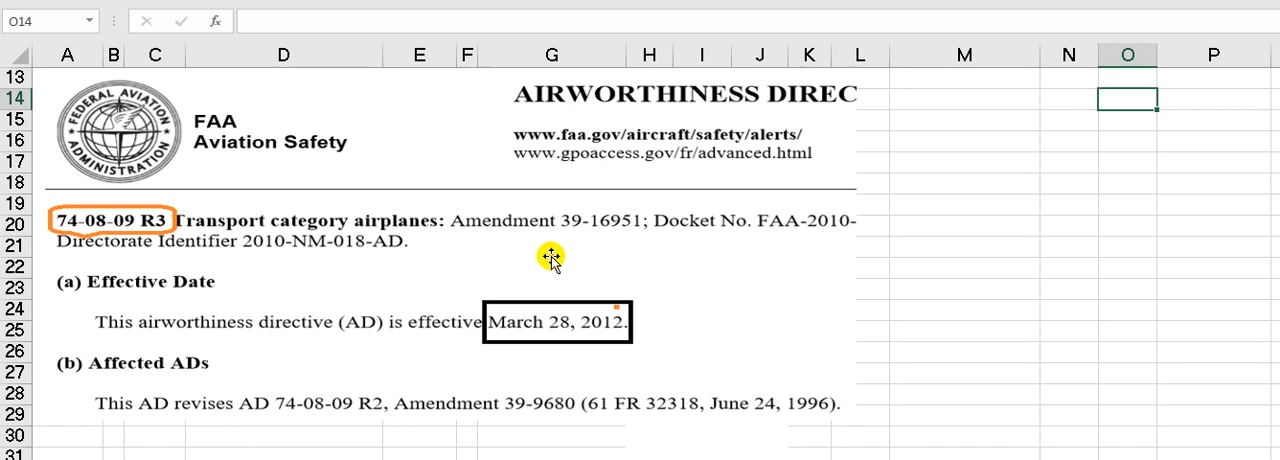 O14
fx
A B C D E F G H I J K L M N O P
13
14
15
16
17
18
19
20
21
22
23
24
25
26
27
28
29
30
31
FEDERAL AVIATION
ADMINISTRATION
FAA
Aviation Safety
AIRWORTHINESS DIREC
www.faa.gov/aircraft/safety/alerts/
www.gpoaccess.gov/fr/advanced.html
74-08-09 R3 Transport category airplanes: Amendment 39-16951; Docket No. FAA-2010-
Directorate Identifier 2010-NM-018-AD.
(a) Effective Date
This airworthiness directive (AD) is effective March 28, 2012.
(b) Affected ADs
This AD revises AD 74-08-09 R2, Amendment 39-9680 (61 FR 32318, June 24, 1996).